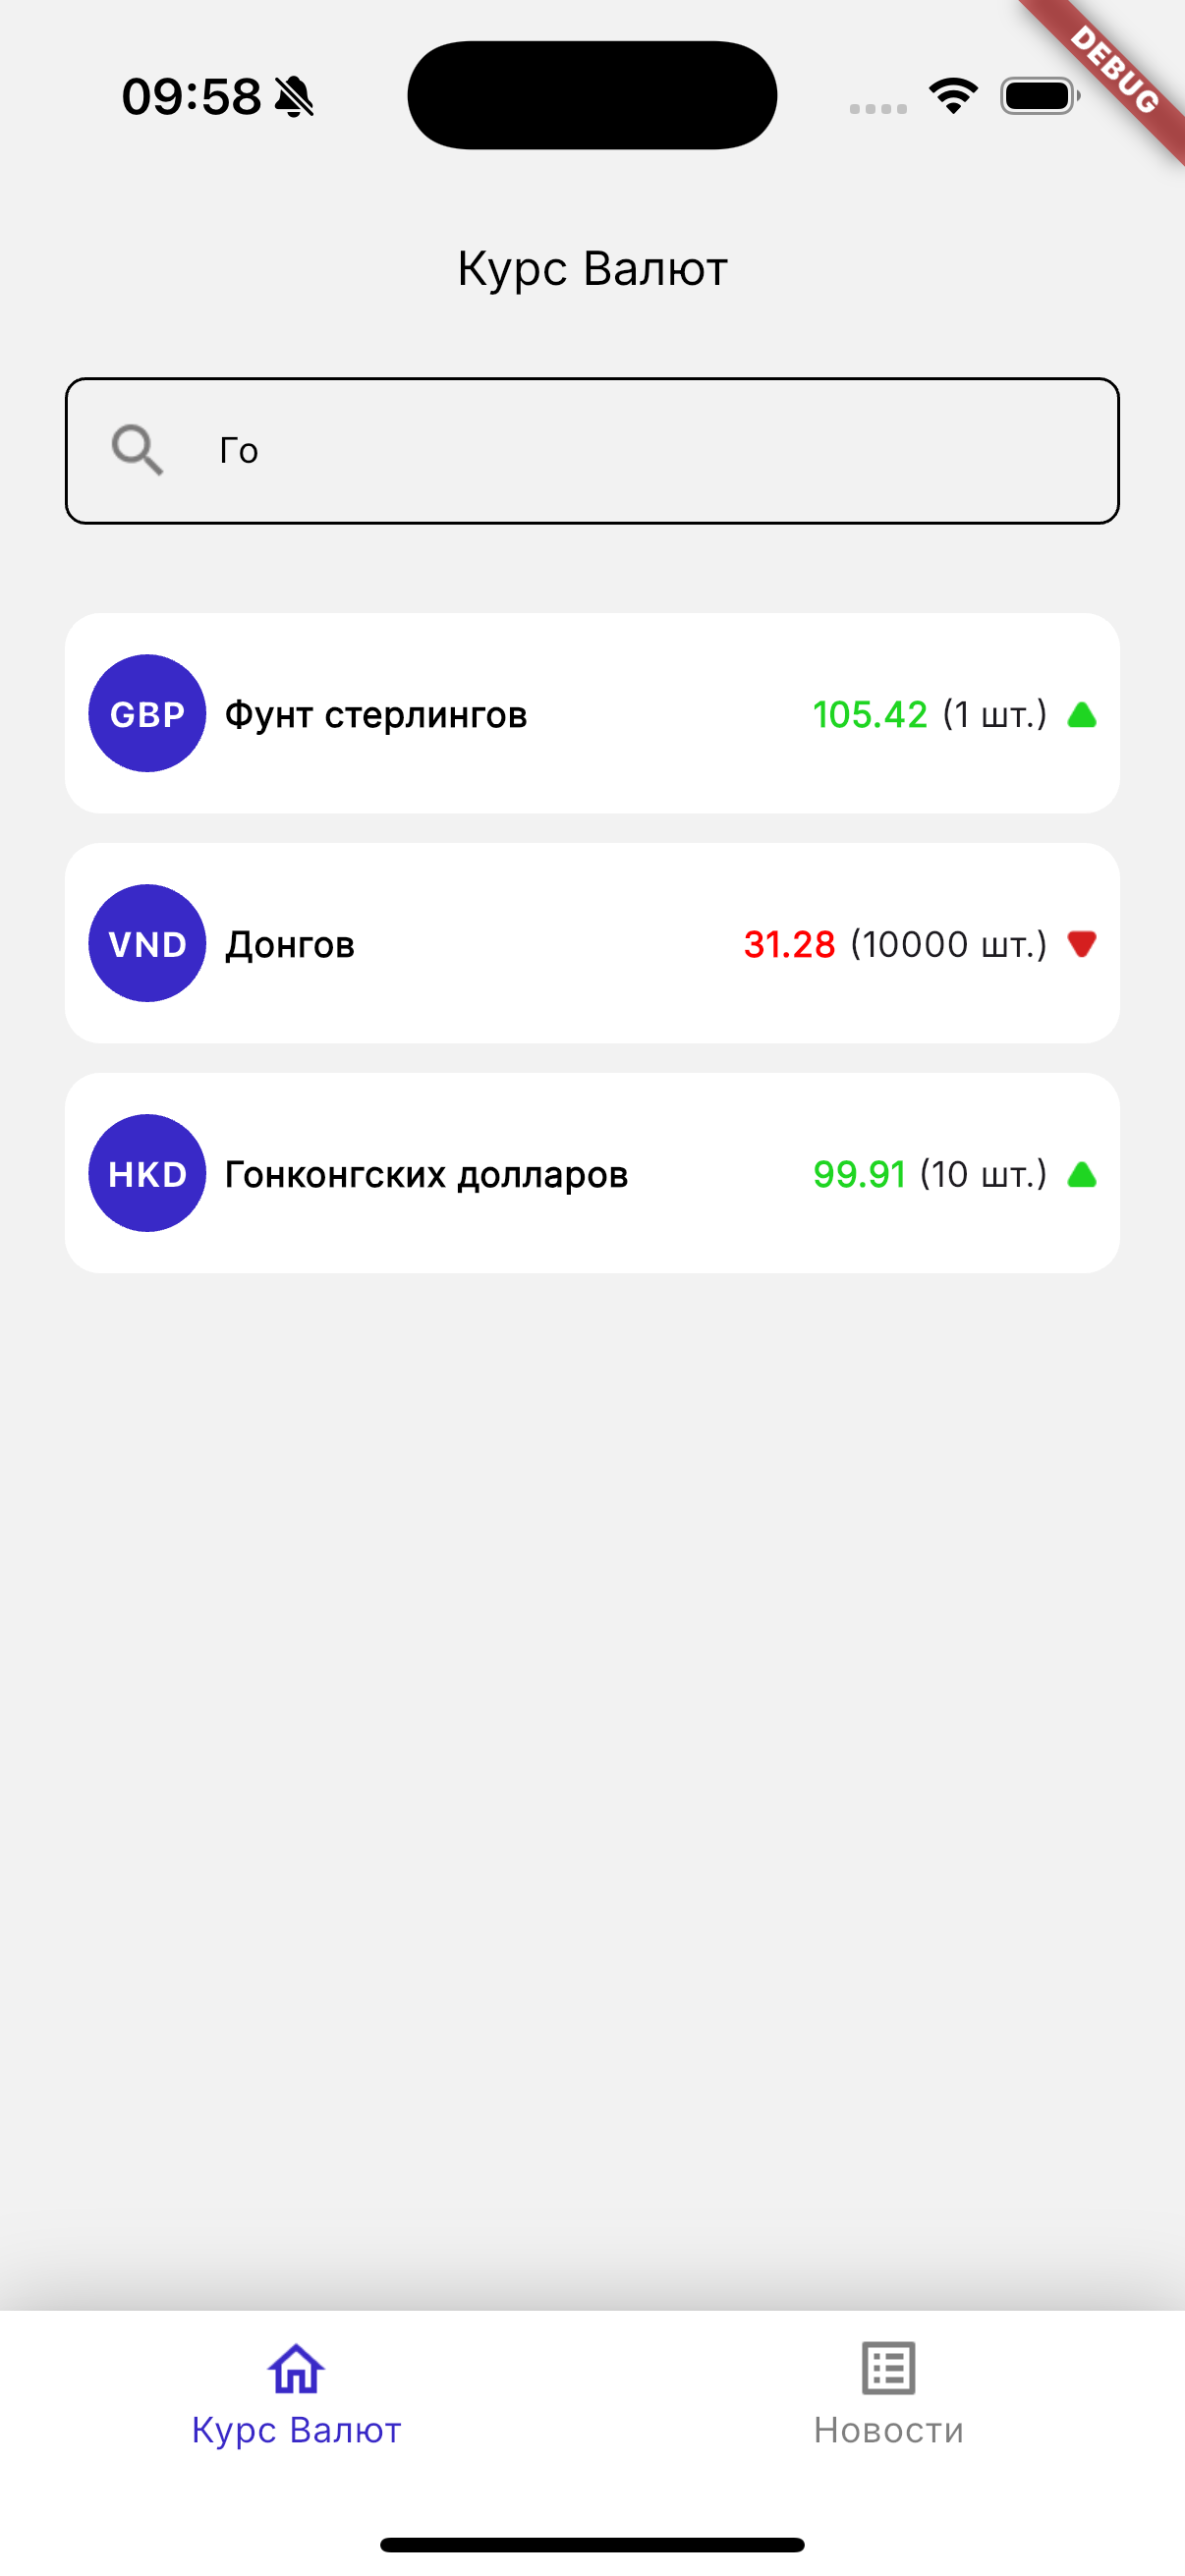 09:58
DEBUG
Курс Валют
Го
GBP Фунт стерлингов 105.42 (1 шт.)
VND Донгов 31.28 (10000 шт.)
HKD Гонконгских долларов 99.91 (10 шт.)
Курс Валют Новости